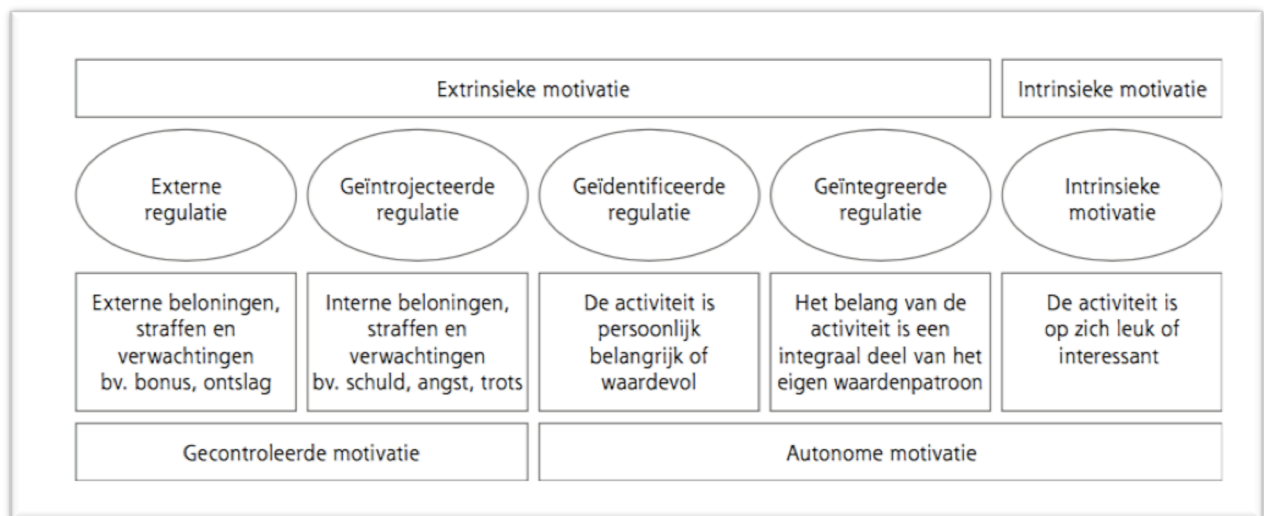 Extrinsieke motivatie
Intrinsieke motivatie
Externe
regulatie
Geïntrojecteerde
regulatie
Geïdentificeerde
regulatie
Geïntegreerde
regulatie
Intrinsieke
motivatie
Externe beloningen,
straffen en
verwachtingen
bv. bonus, ontslag
Interne beloningen,
straffen en
verwachtingen
bv. schuld, angst, trots
De activiteit is
persoonlijk
belangrijk of
waardevol
Het belang van de
activiteit is een
integraal deel van het
eigen waardenpatroon
De activiteit is
op zich leuk of
interessant
Gecontroleerde motivatie
Autonome motivatie